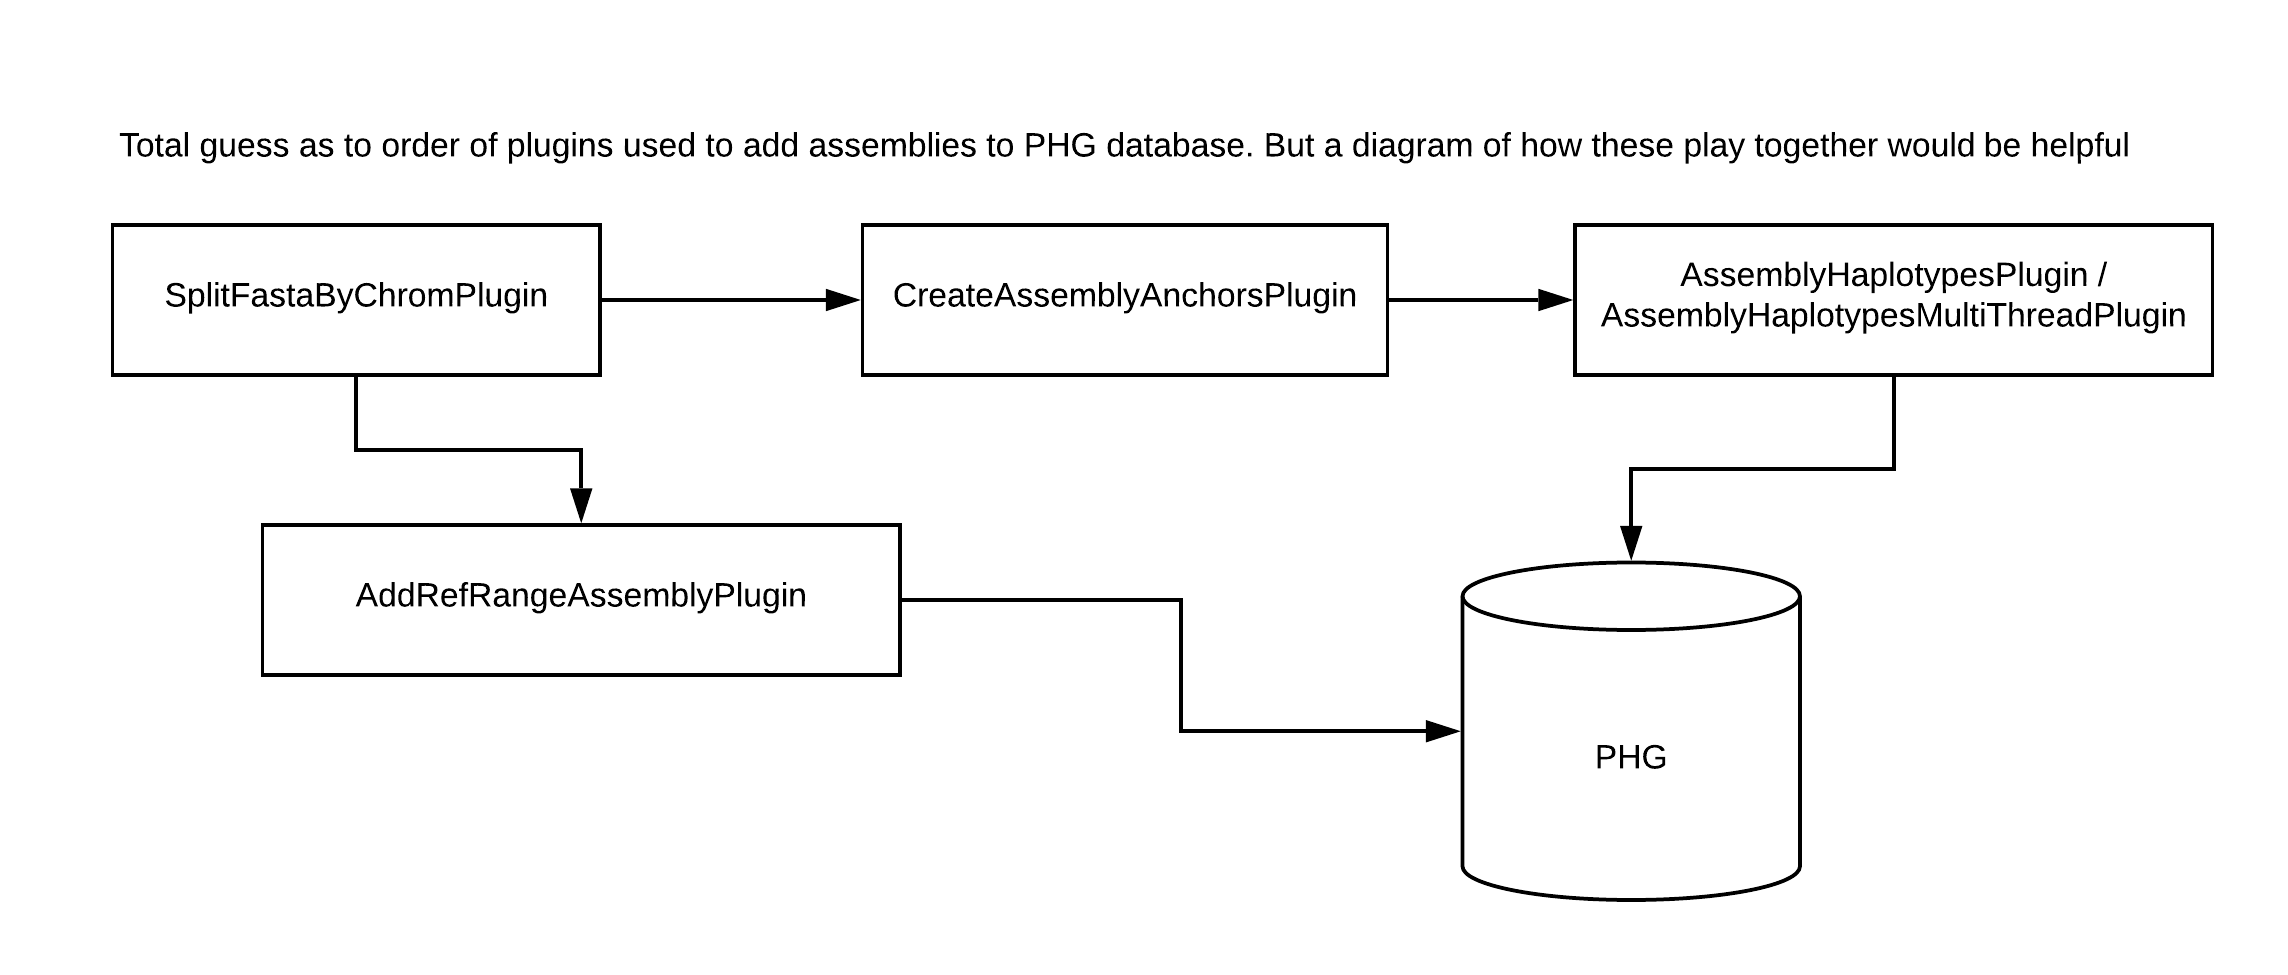 Total guess as to order of plugins used to add assemblies to PHG database. But a diagram of how these play together would be helpful
SplitFastaByChromPlugin
CreateAssemblyAnchorsPlugin
AssemblyHaplotypesPlugin /
AssemblyHaplotypesMultiThreadPlugin
AddRefRangeAssemblyPlugin
PHG